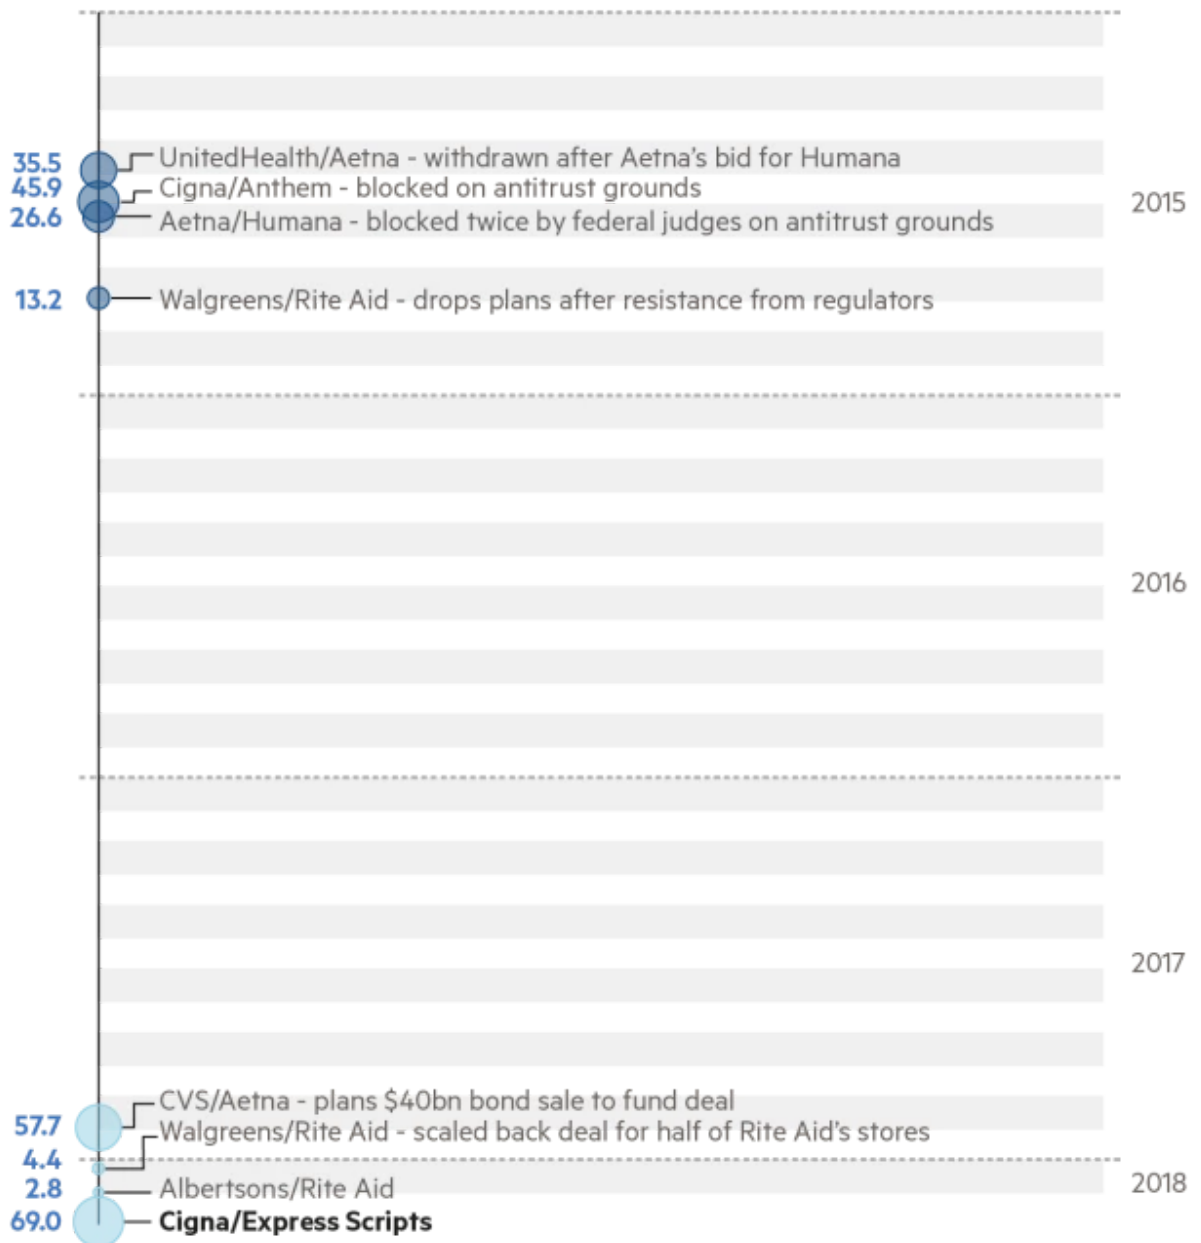 35.5 UnitedHealth/Aetna - withdrawn after Aetna's bid for Humana
45.9 Cigna/Anthem - blocked on antitrust grounds
2015
26.6 Aetna/Humana - blocked twice by federal judges on antitrust grounds
13.2 Walgreens/Rite Aid - drops plans after resistance from regulators
2016
2017
57.7 CVS/Aetna - plans $40bn bond sale to fund deal
4.4 Walgreens/Rite Aid - scaled back deal for half of Rite Aid's stores
2.8 Albertsons/Rite Aid
2018
69.0 Cigna/Express Scripts